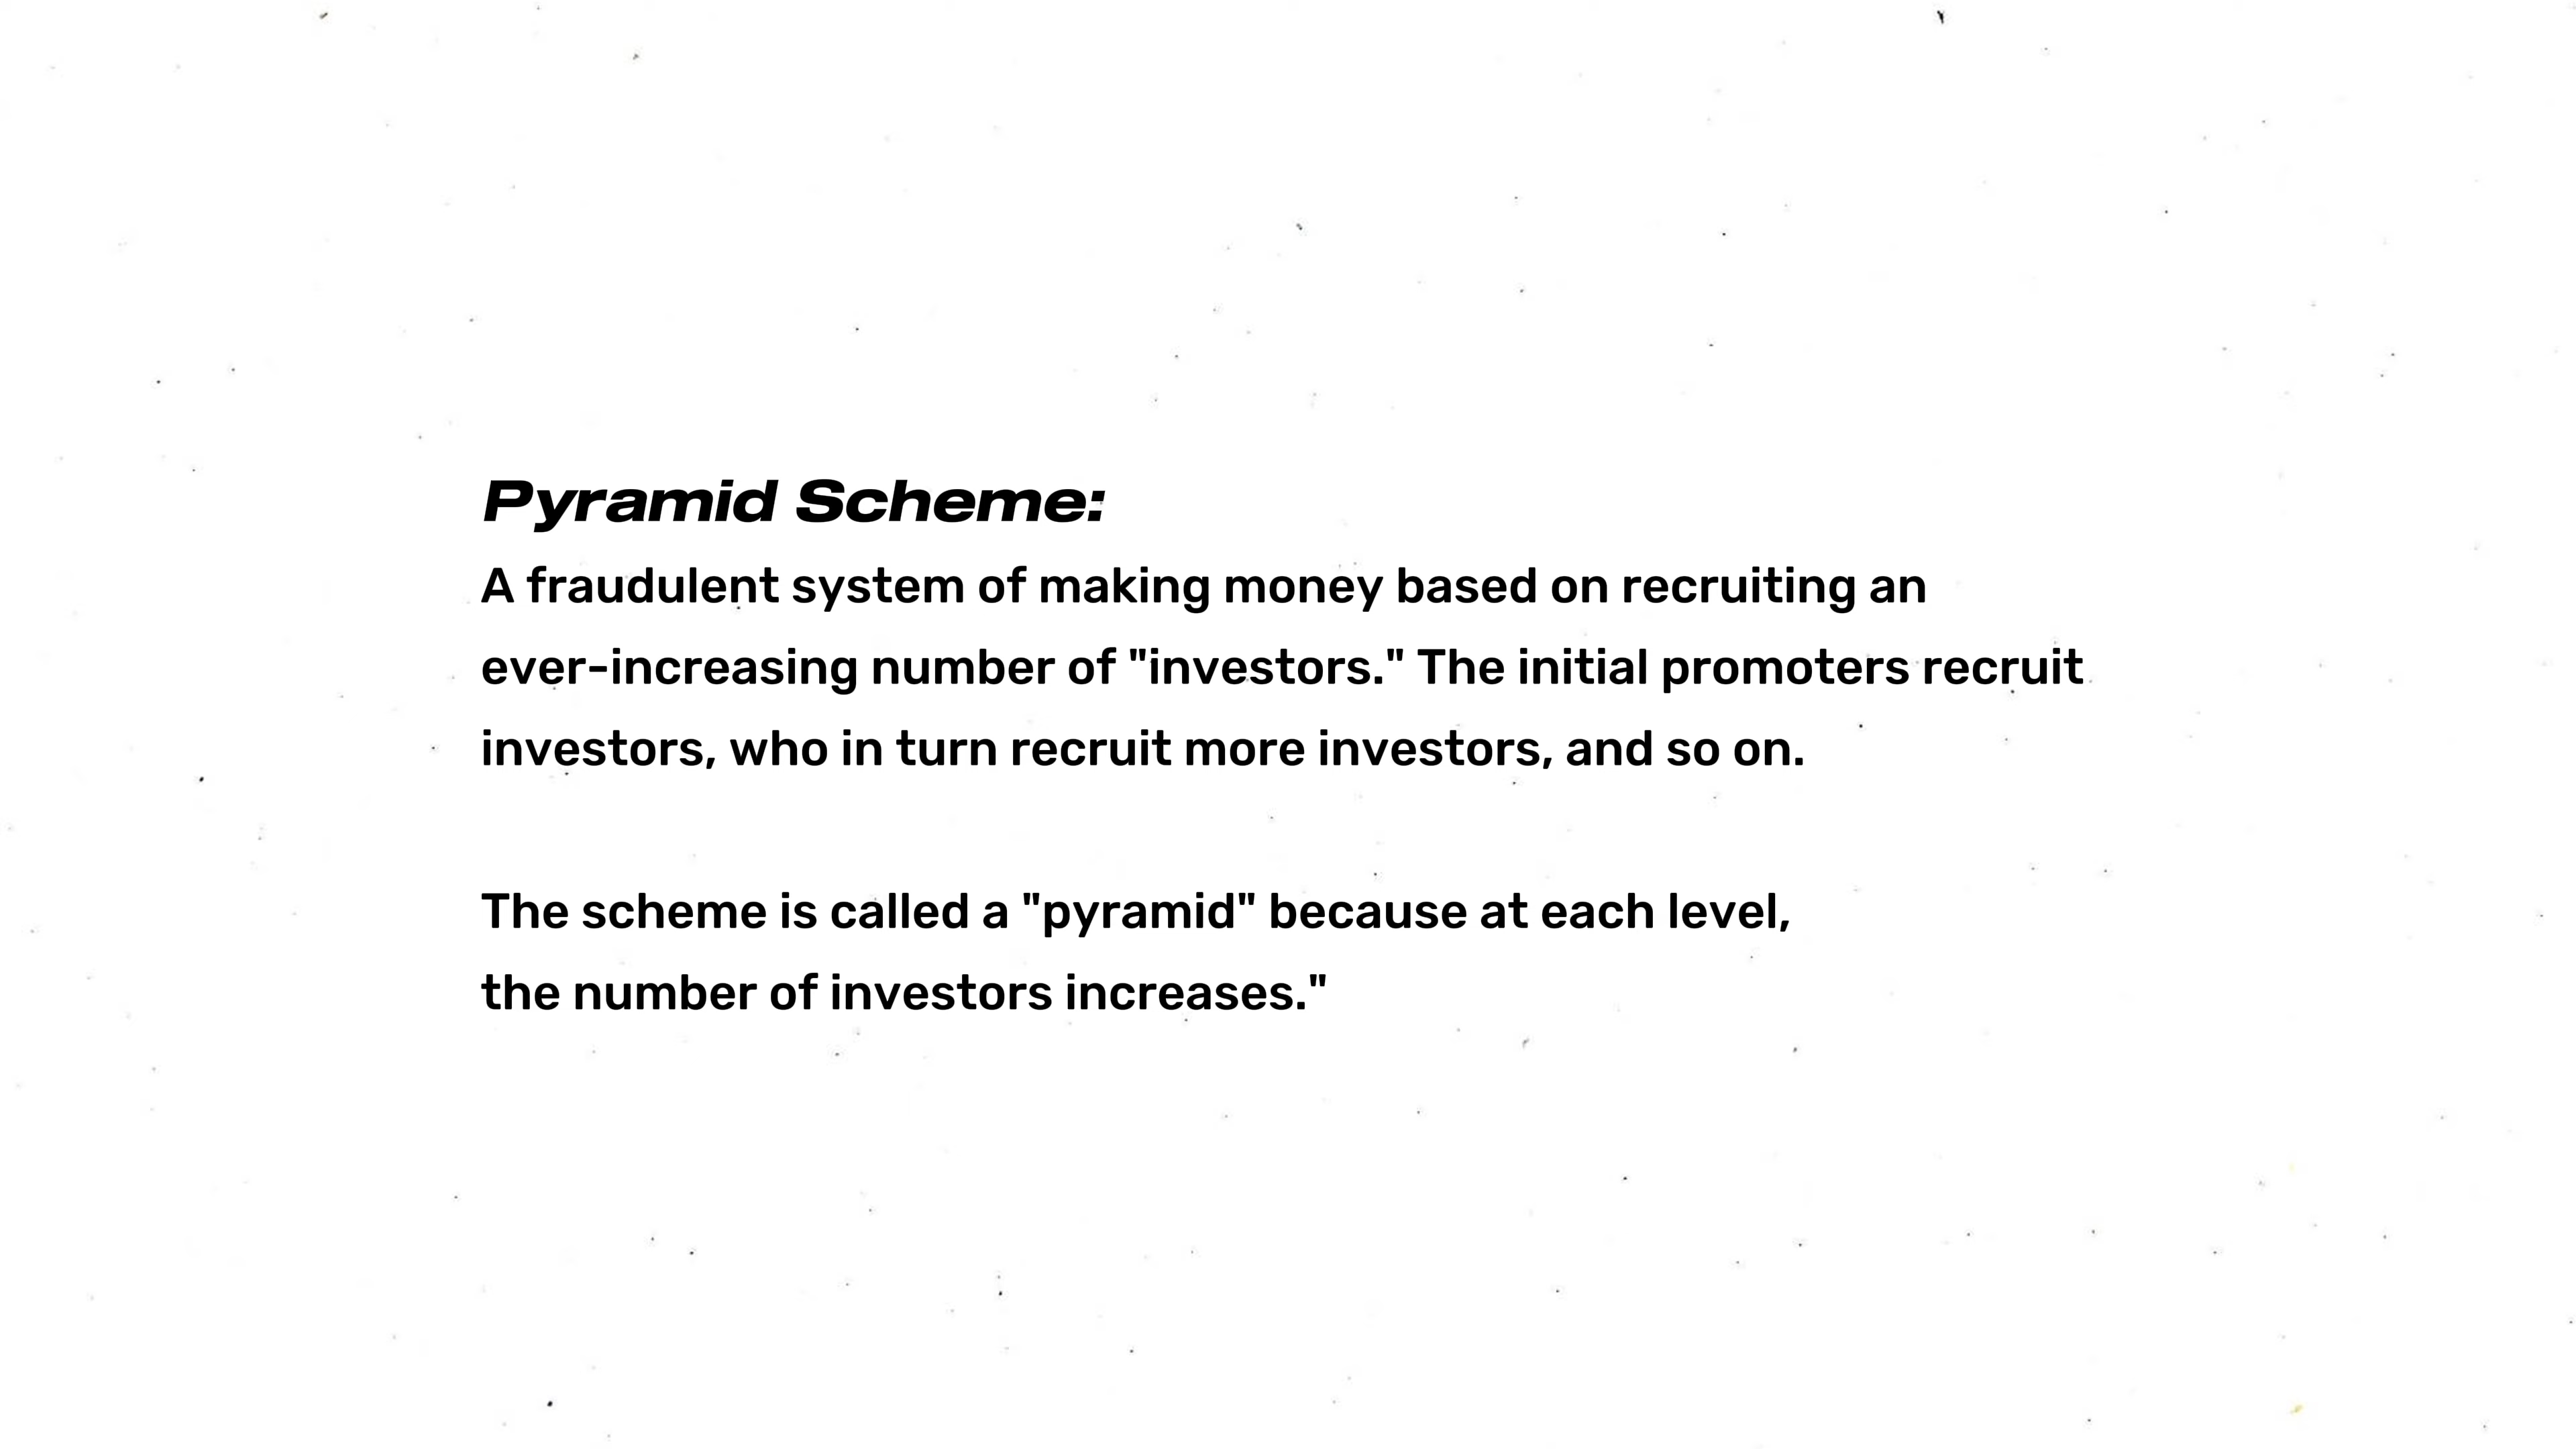 Pyramid Scheme:
A fraudulent system of making money based on recruiting an
ever-increasing number of "investors." The initial promoters recruit
investors, who in turn recruit more investors, and so on.
The scheme is called a "pyramid" because at each level,
the number of investors increases."